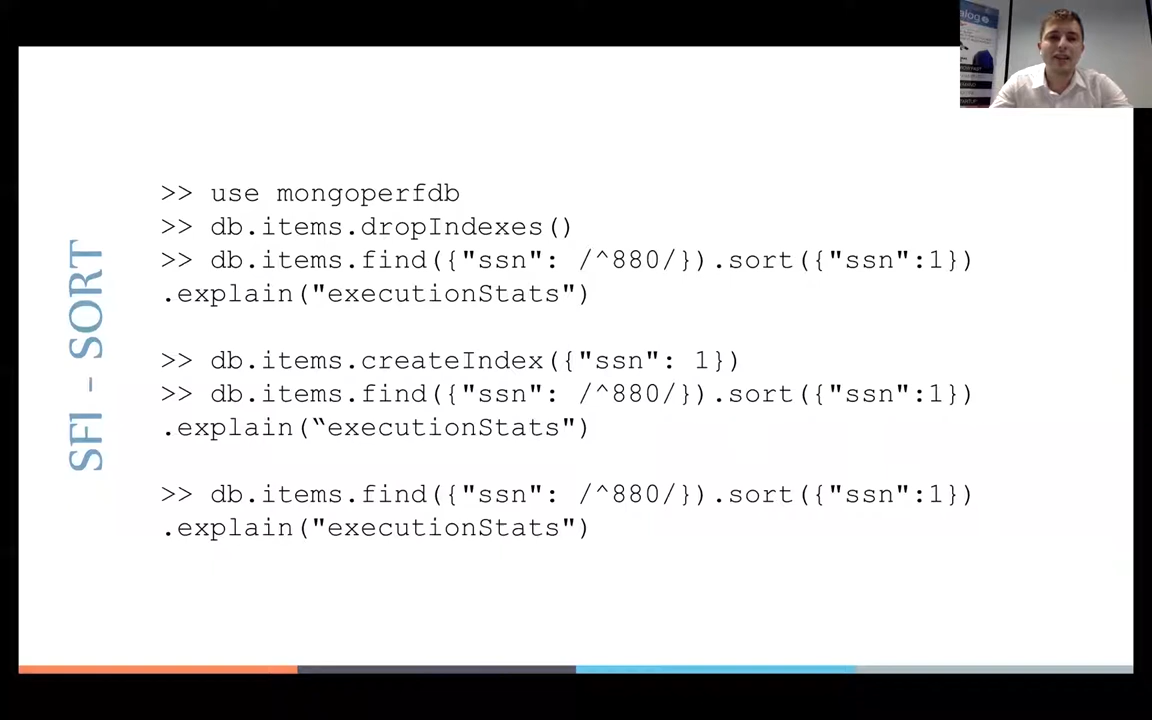 alog
SFI - SORT
>> use mongoperfdb
>> db.items.dropIndexes()
>> db.items.find({"ssn": /^880/}).sort({"ssn":1})
.explain("executionStats")
>> db.items.createIndex({"ssn": 1})
>> db.items.find({"ssn": /^880/}).sort({"ssn":1})
.explain(“executionStats")
>> db.items.find({"ssn": /^880/}).sort({"ssn":1})
.explain("executionStats")